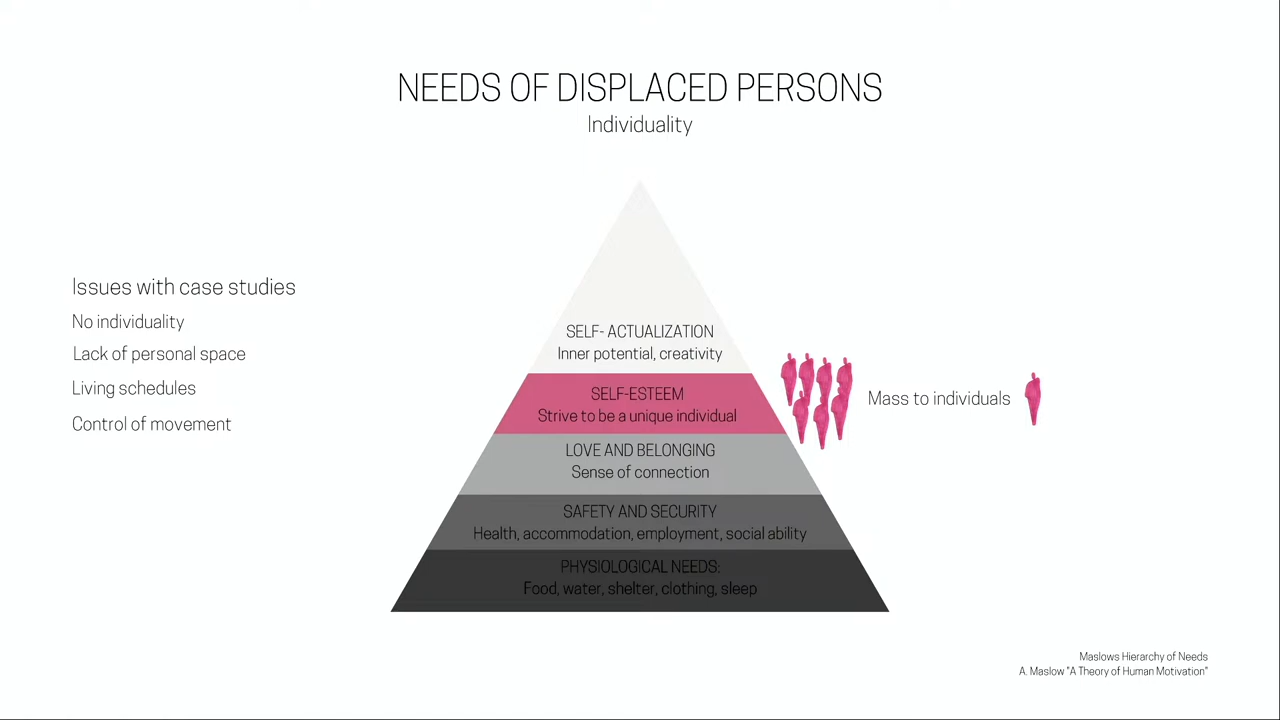 NEEDS OF DISPLACED PERSONS
Individuality
Issues with case studies
No individuality
Lack of personal space
Living schedules
Control of movement
SELF- ACTUALIZATION
Inner potential, creativity
SELF-ESTEEM
Strive to be a unique individual
Mass to individuals
LOVE AND BELONGING
Sense of connection
SAFETY AND SECURITY
Health, accommodation, employment, social ability
PHYSIOLOGICAL NEEDS:
Food, water, shelter, clothing, sleep
Maslows Hierarchy of Needs
A. Maslow "A Theory of Human Motivation"